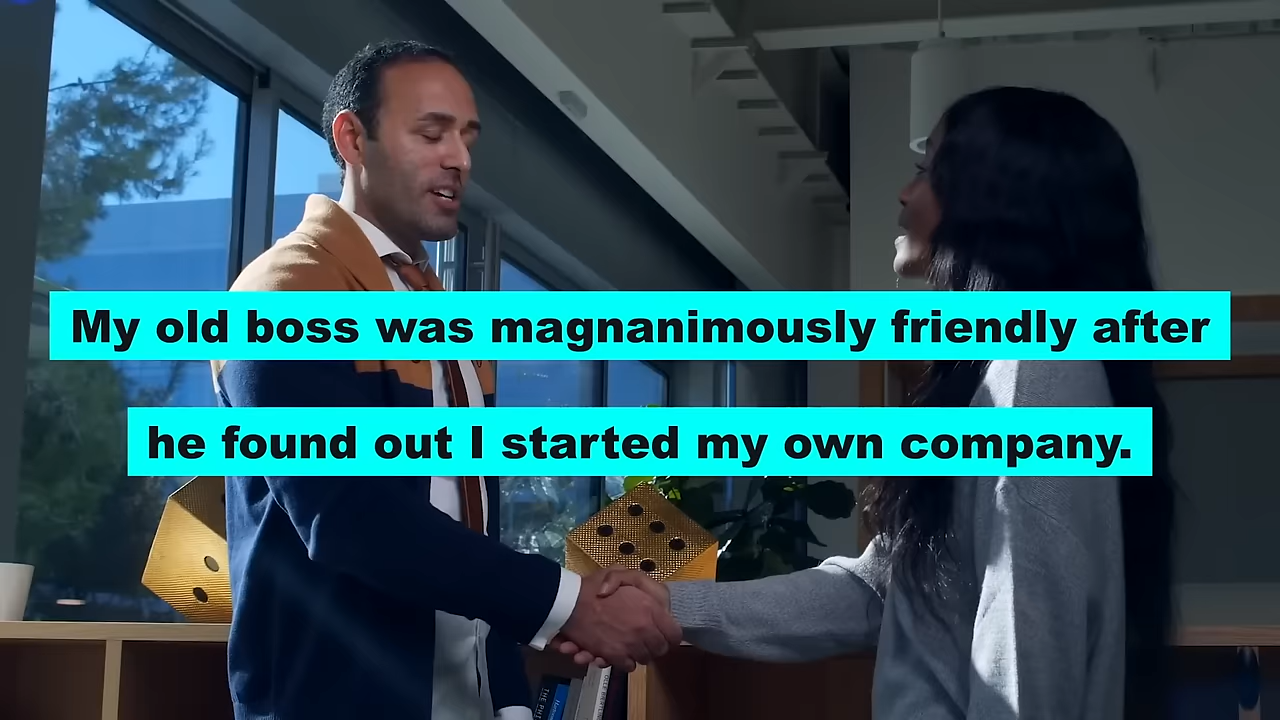 My old boss was magnanimously friendly after
he found out I started my own company.